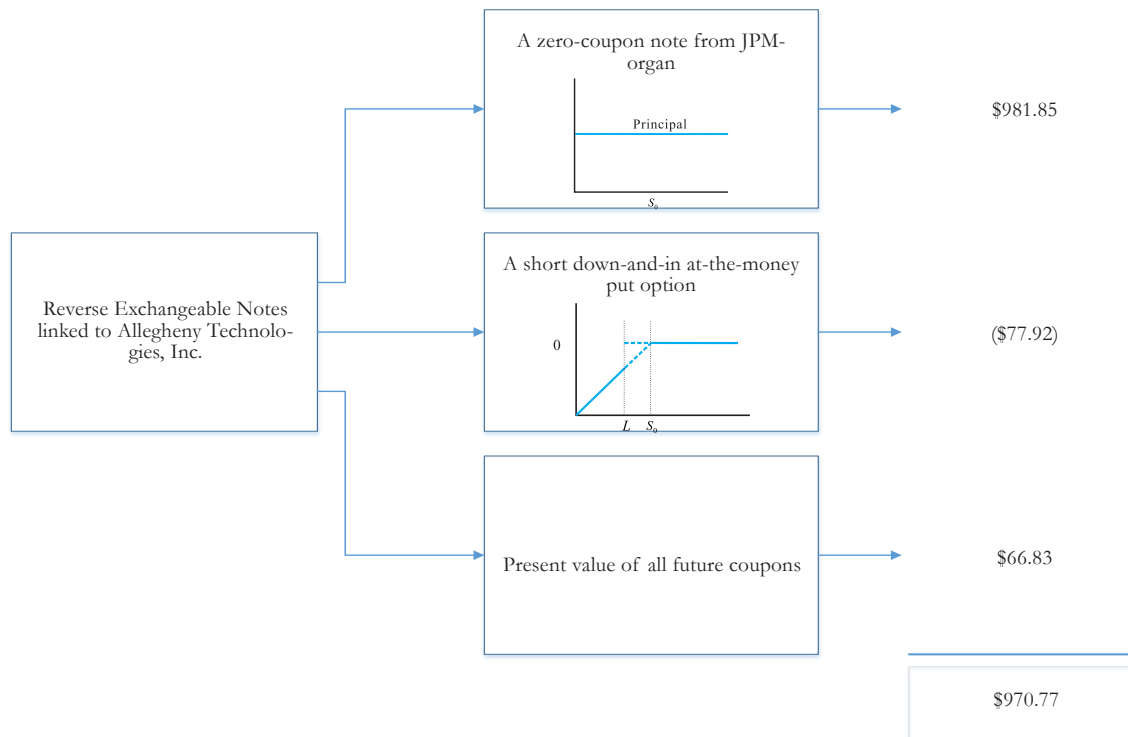 A zero-coupon note from JPM-
organ
Principal
S₀
$981.85
Reverse Exchangeable Notes
linked to Allegheny Technolo-
gies, Inc.
A short down-and-in at-the-money
put option
0
L S₀
($77.92)
Present value of all future coupons
$66.83
$970.77